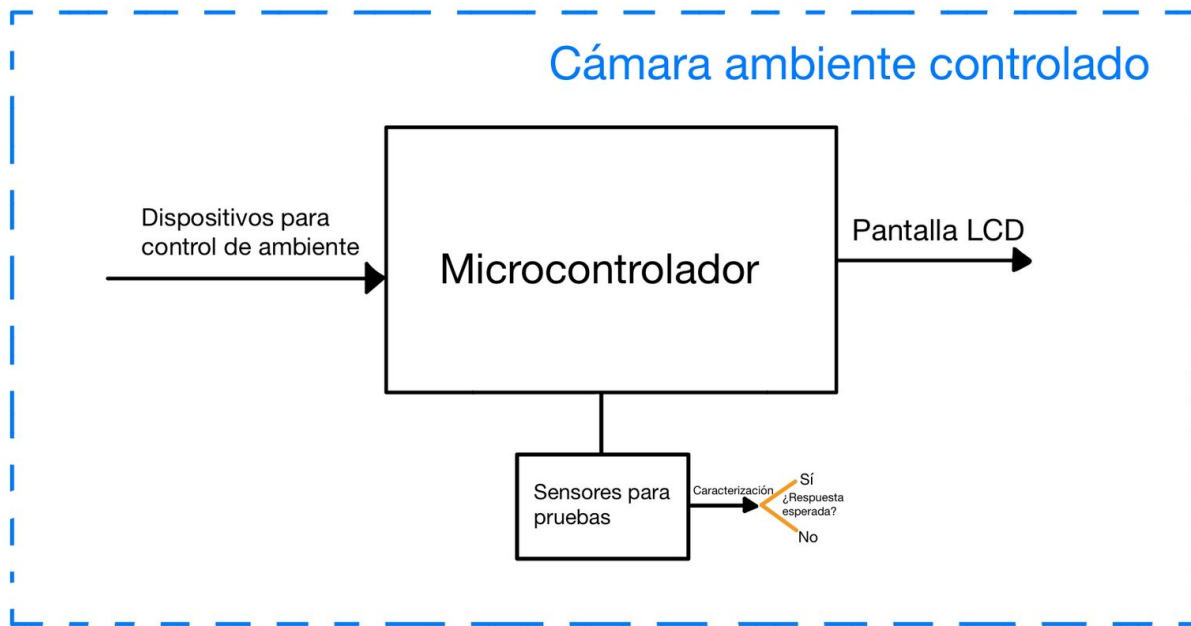 Cámara ambiente controlado
Dispositivos para
control de ambiente
Microcontrolador
Pantalla LCD
Sensores para
pruebas
Caracterización
Sí
¿Respuesta
esperada?
No